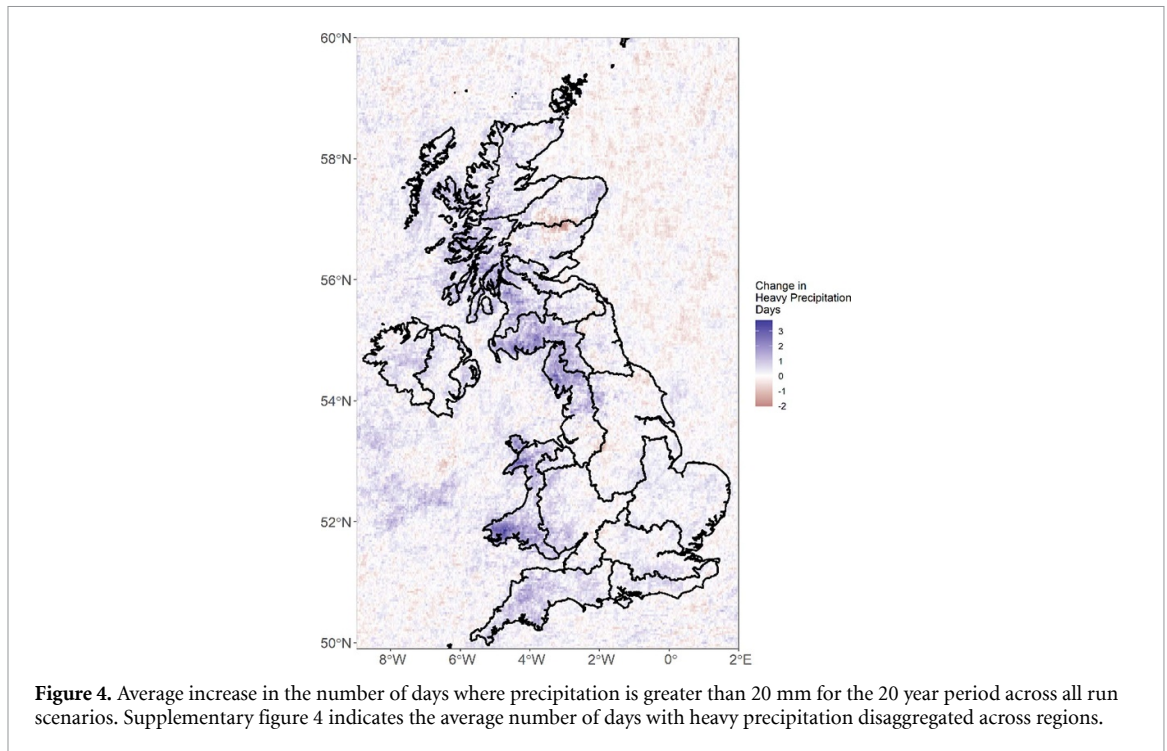 60°N
58°N
56°N
54°N
52°N
50°N
8°W 6°W 4°W 2°W 0° 2°E
Change in
Heavy Precipitation
Days
3
2
1
0
-1
-2
Figure 4. Average increase in the number of days where precipitation is greater than 20 mm for the 20 year period across all run
scenarios. Supplementary figure 4 indicates the average number of days with heavy precipitation disaggregated across regions.